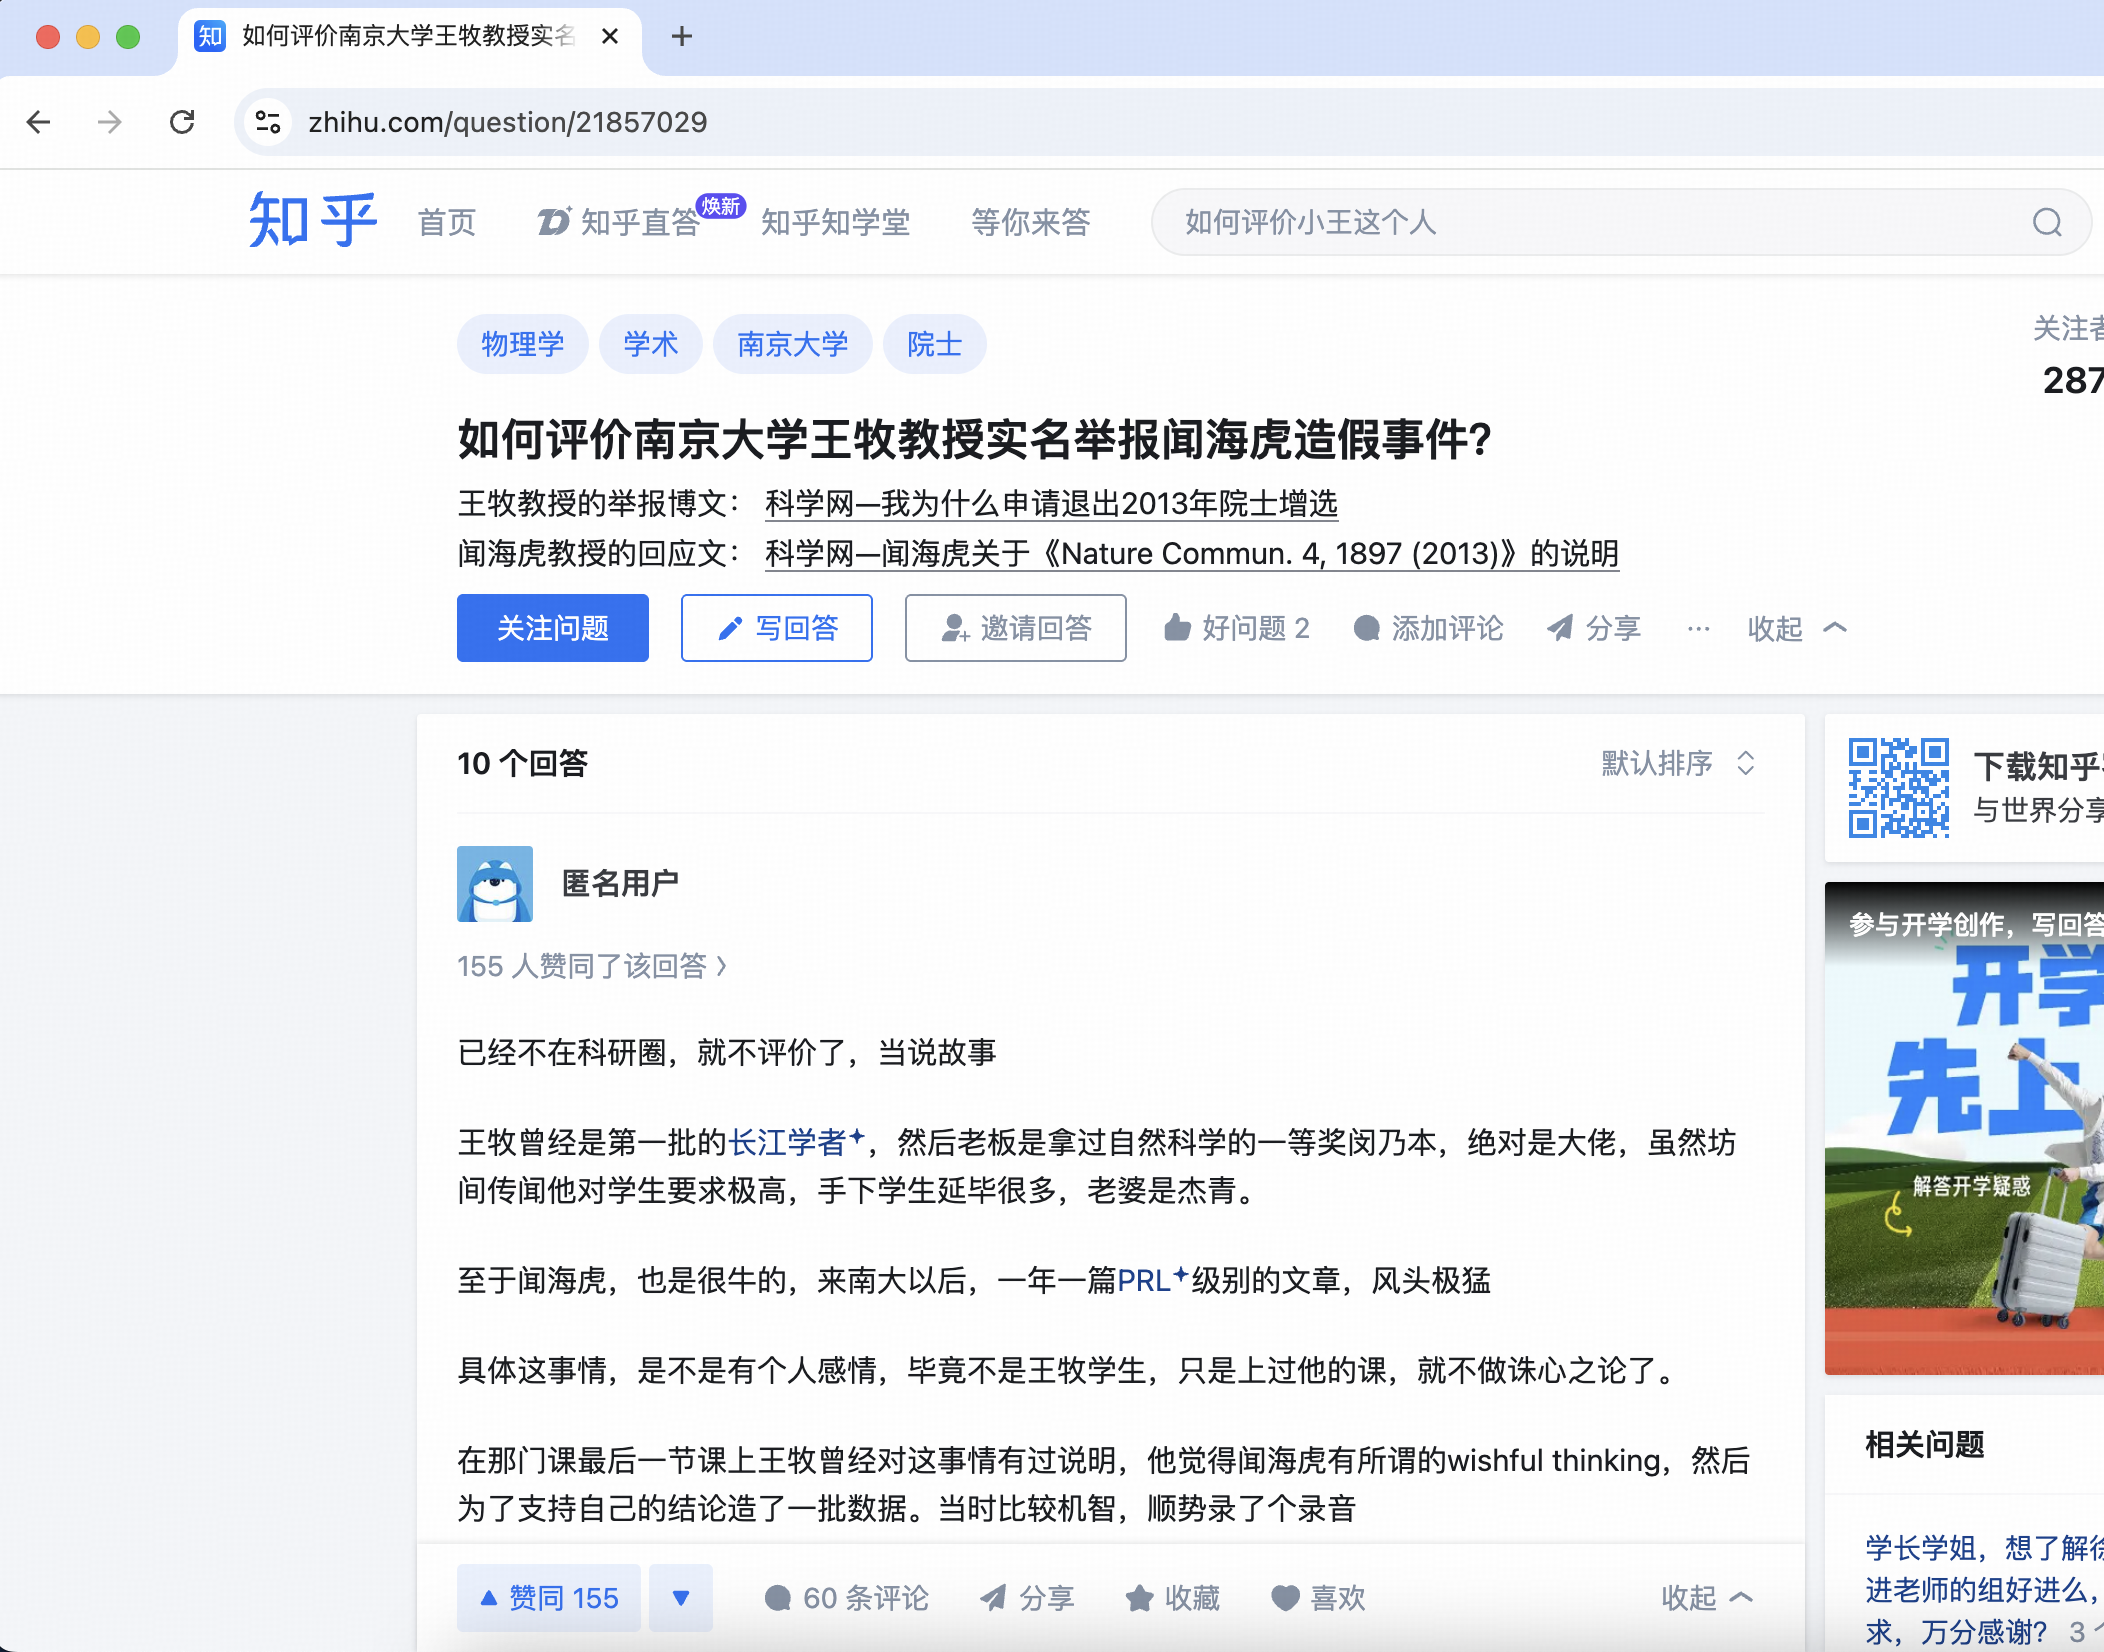 知 如何评价南京大学王牧教授实名
zhihu.com/question/21857029
知乎 首页 知乎直答 焕新 知乎知学堂 等你来答 如何评价小王这个人
物理学 学术 南京大学 院士
关注者
287
如何评价南京大学王牧教授实名举报闻海虎造假事件?
王牧教授的举报博文： 科学网—我为什么申请退出2013年院士增选
闻海虎教授的回应文： 科学网—闻海虎关于《Nature Commun. 4, 1897 (2013)》的说明
关注问题 写回答 邀请回答 好问题 2 添加评论 分享 ··· 收起
10 个回答 默认排序
匿名用户
155 人赞同了该回答
已经不在科研圈，就不评价了，当说故事
王牧曾经是第一批的长江学者，然后老板是拿过自然科学的一等奖闵乃本，绝对是大佬，虽然坊
间传闻他对学生要求极高，手下学生延毕很多，老婆是杰青。
至于闻海虎，也是很牛的，来南大以后，一年一篇PRL级别的文章，风头极猛
具体这事情，是不是有个人感情，毕竟不是王牧学生，只是上过他的课，就不做诛心之论了。
在那门课最后一节课上王牧曾经对这事情有过说明，他觉得闻海虎有所谓的wishful thinking，然后
为了支持自己的结论造了一批数据。当时比较机智，顺势录了个录音
赞同 155 60 条评论 分享 收藏 喜欢 收起
下载知乎
与世界分享
参与开学创作，写回答
开学
先上
解答开学疑惑
相关问题
学长学姐，想了解徐
进老师的组好进么，
求，万分感谢? 3